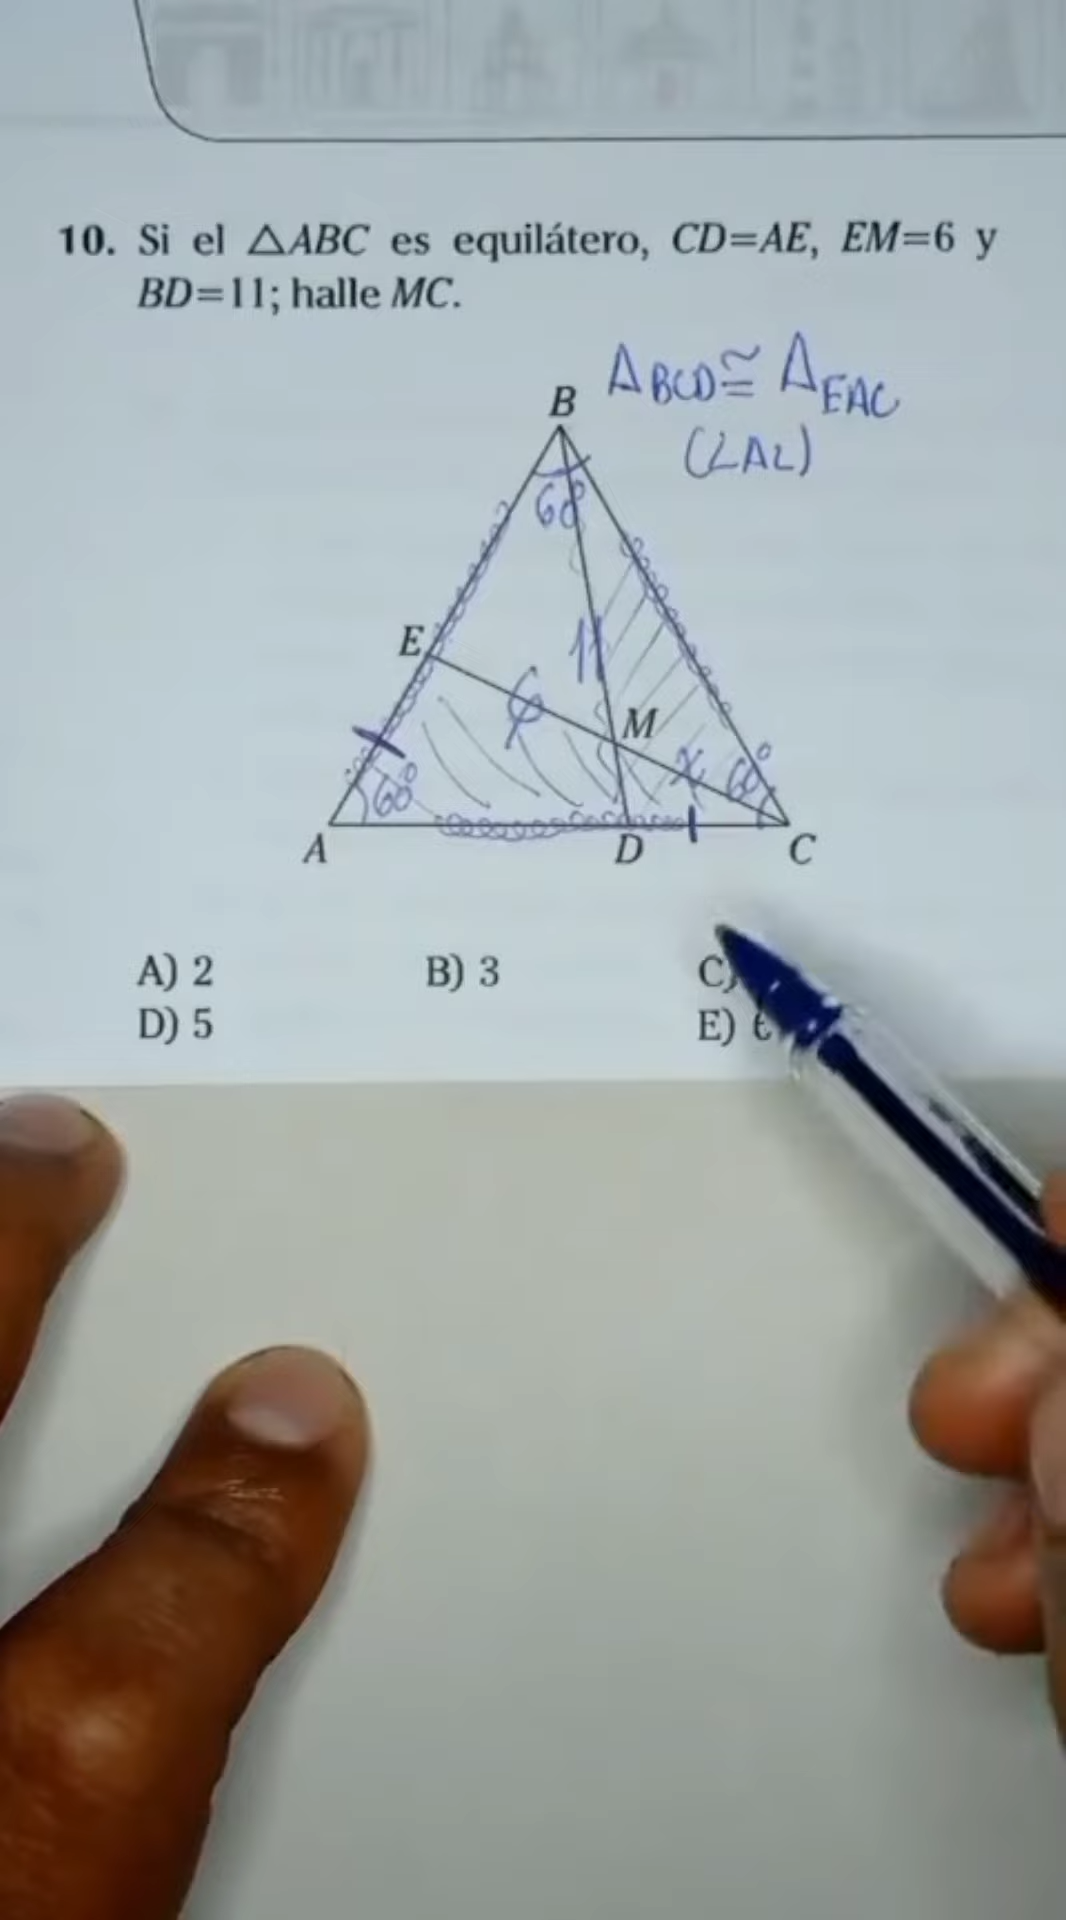 10. Si el △ABC es equilátero, CD=AE, EM=6 y
BD=11; halle MC.
△BCD≅△EAC
(LAL)
B
60°
E
11
6
M
x
60°
60°
A
D
C
A) 2
B) 3
C)
D) 5
E) 6